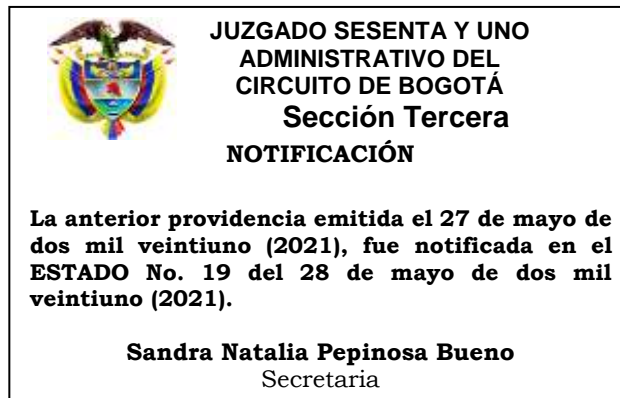 JUZGADO SESENTA Y UNO
ADMINISTRATIVO DEL
CIRCUITO DE BOGOTÁ
Sección Tercera
NOTIFICACIÓN
La anterior providencia emitida el 27 de mayo de
dos mil veintiuno (2021), fue notificada en el
ESTADO No. 19 del 28 de mayo de dos mil
veintiuno (2021).
Sandra Natalia Pepinosa Bueno
Secretaria